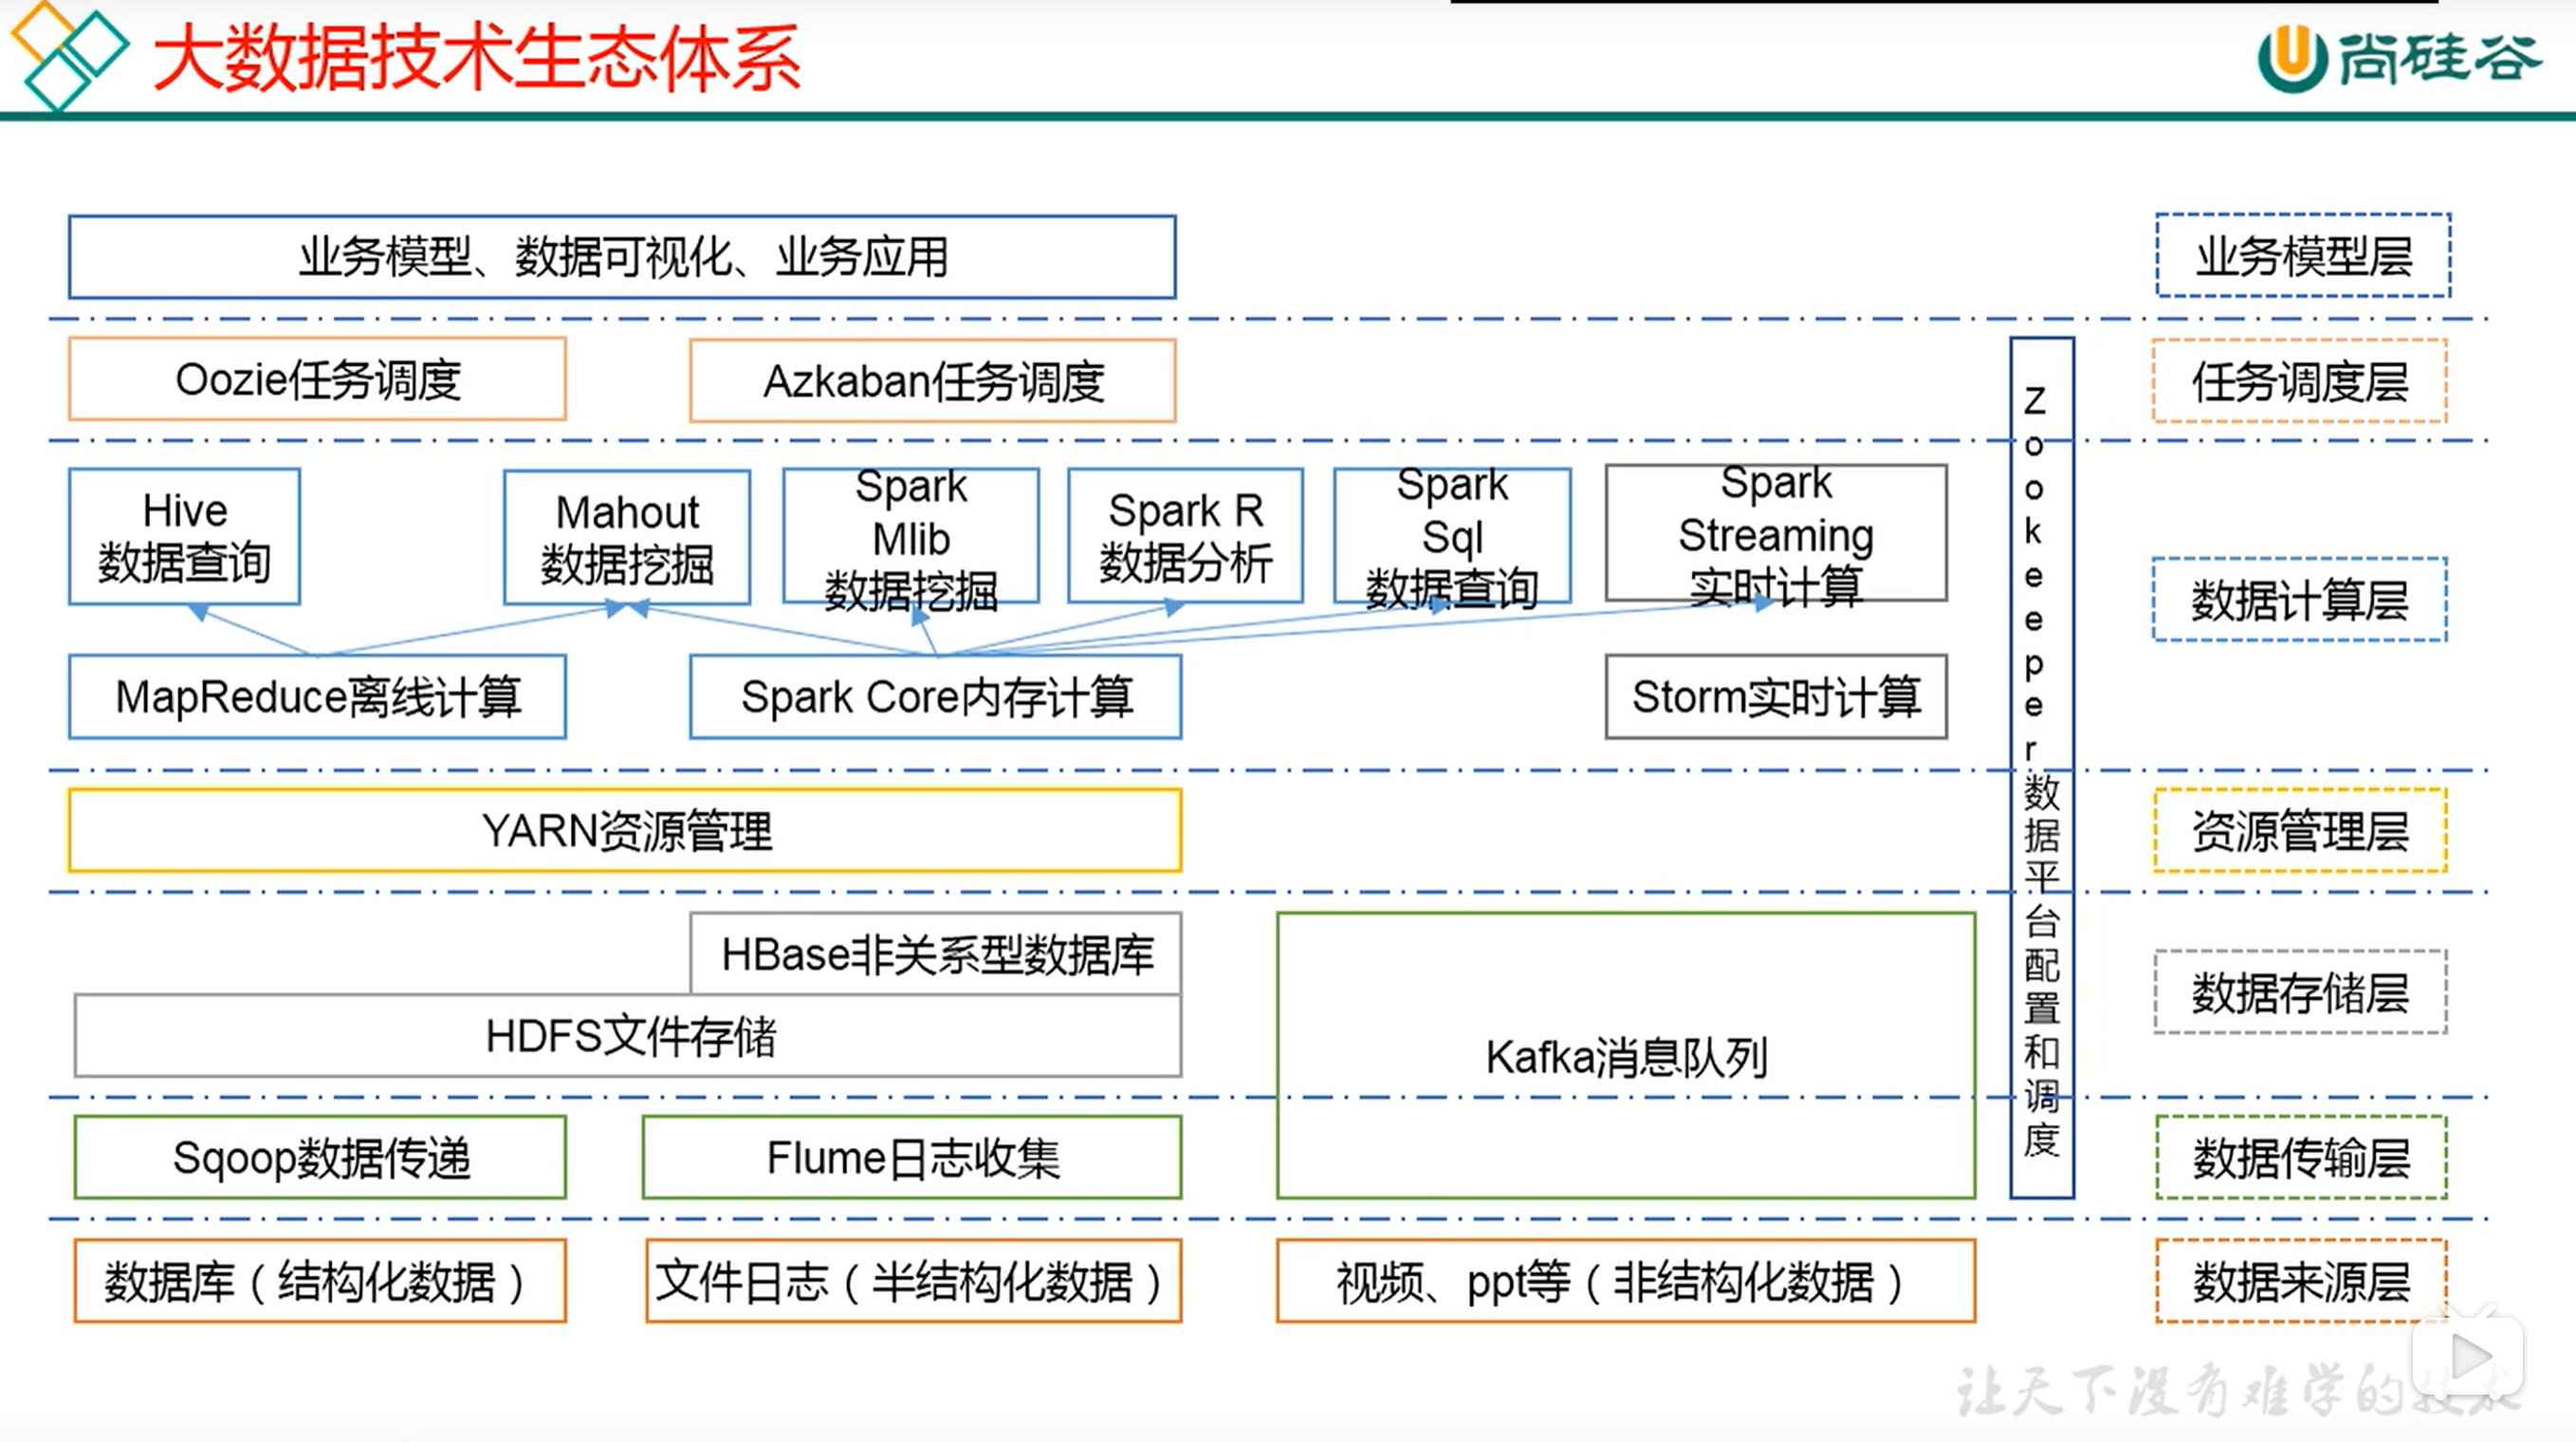 大数据技术生态体系
尚硅谷
业务模型、数据可视化、业务应用
业务模型层
Oozie任务调度
Azkaban任务调度
任务调度层
Hive
数据查询
Mahout
数据挖掘
Spark
Mlib
数据挖掘
Spark R
数据分析
Spark
Sql
数据查询
Spark
Streaming
实时计算
MapReduce离线计算
Spark Core内存计算
Storm实时计算
数据计算层
YARN资源管理
资源管理层
HBase非关系型数据库
HDFS文件存储
Kafka消息队列
数据存储层
Sqoop数据传递
Flume日志收集
数据传输层
Zookeeper数据平台配置和调度
数据库（结构化数据）
文件日志（半结构化数据）
视频、ppt等（非结构化数据）
数据来源层
让天下没有难学的技术